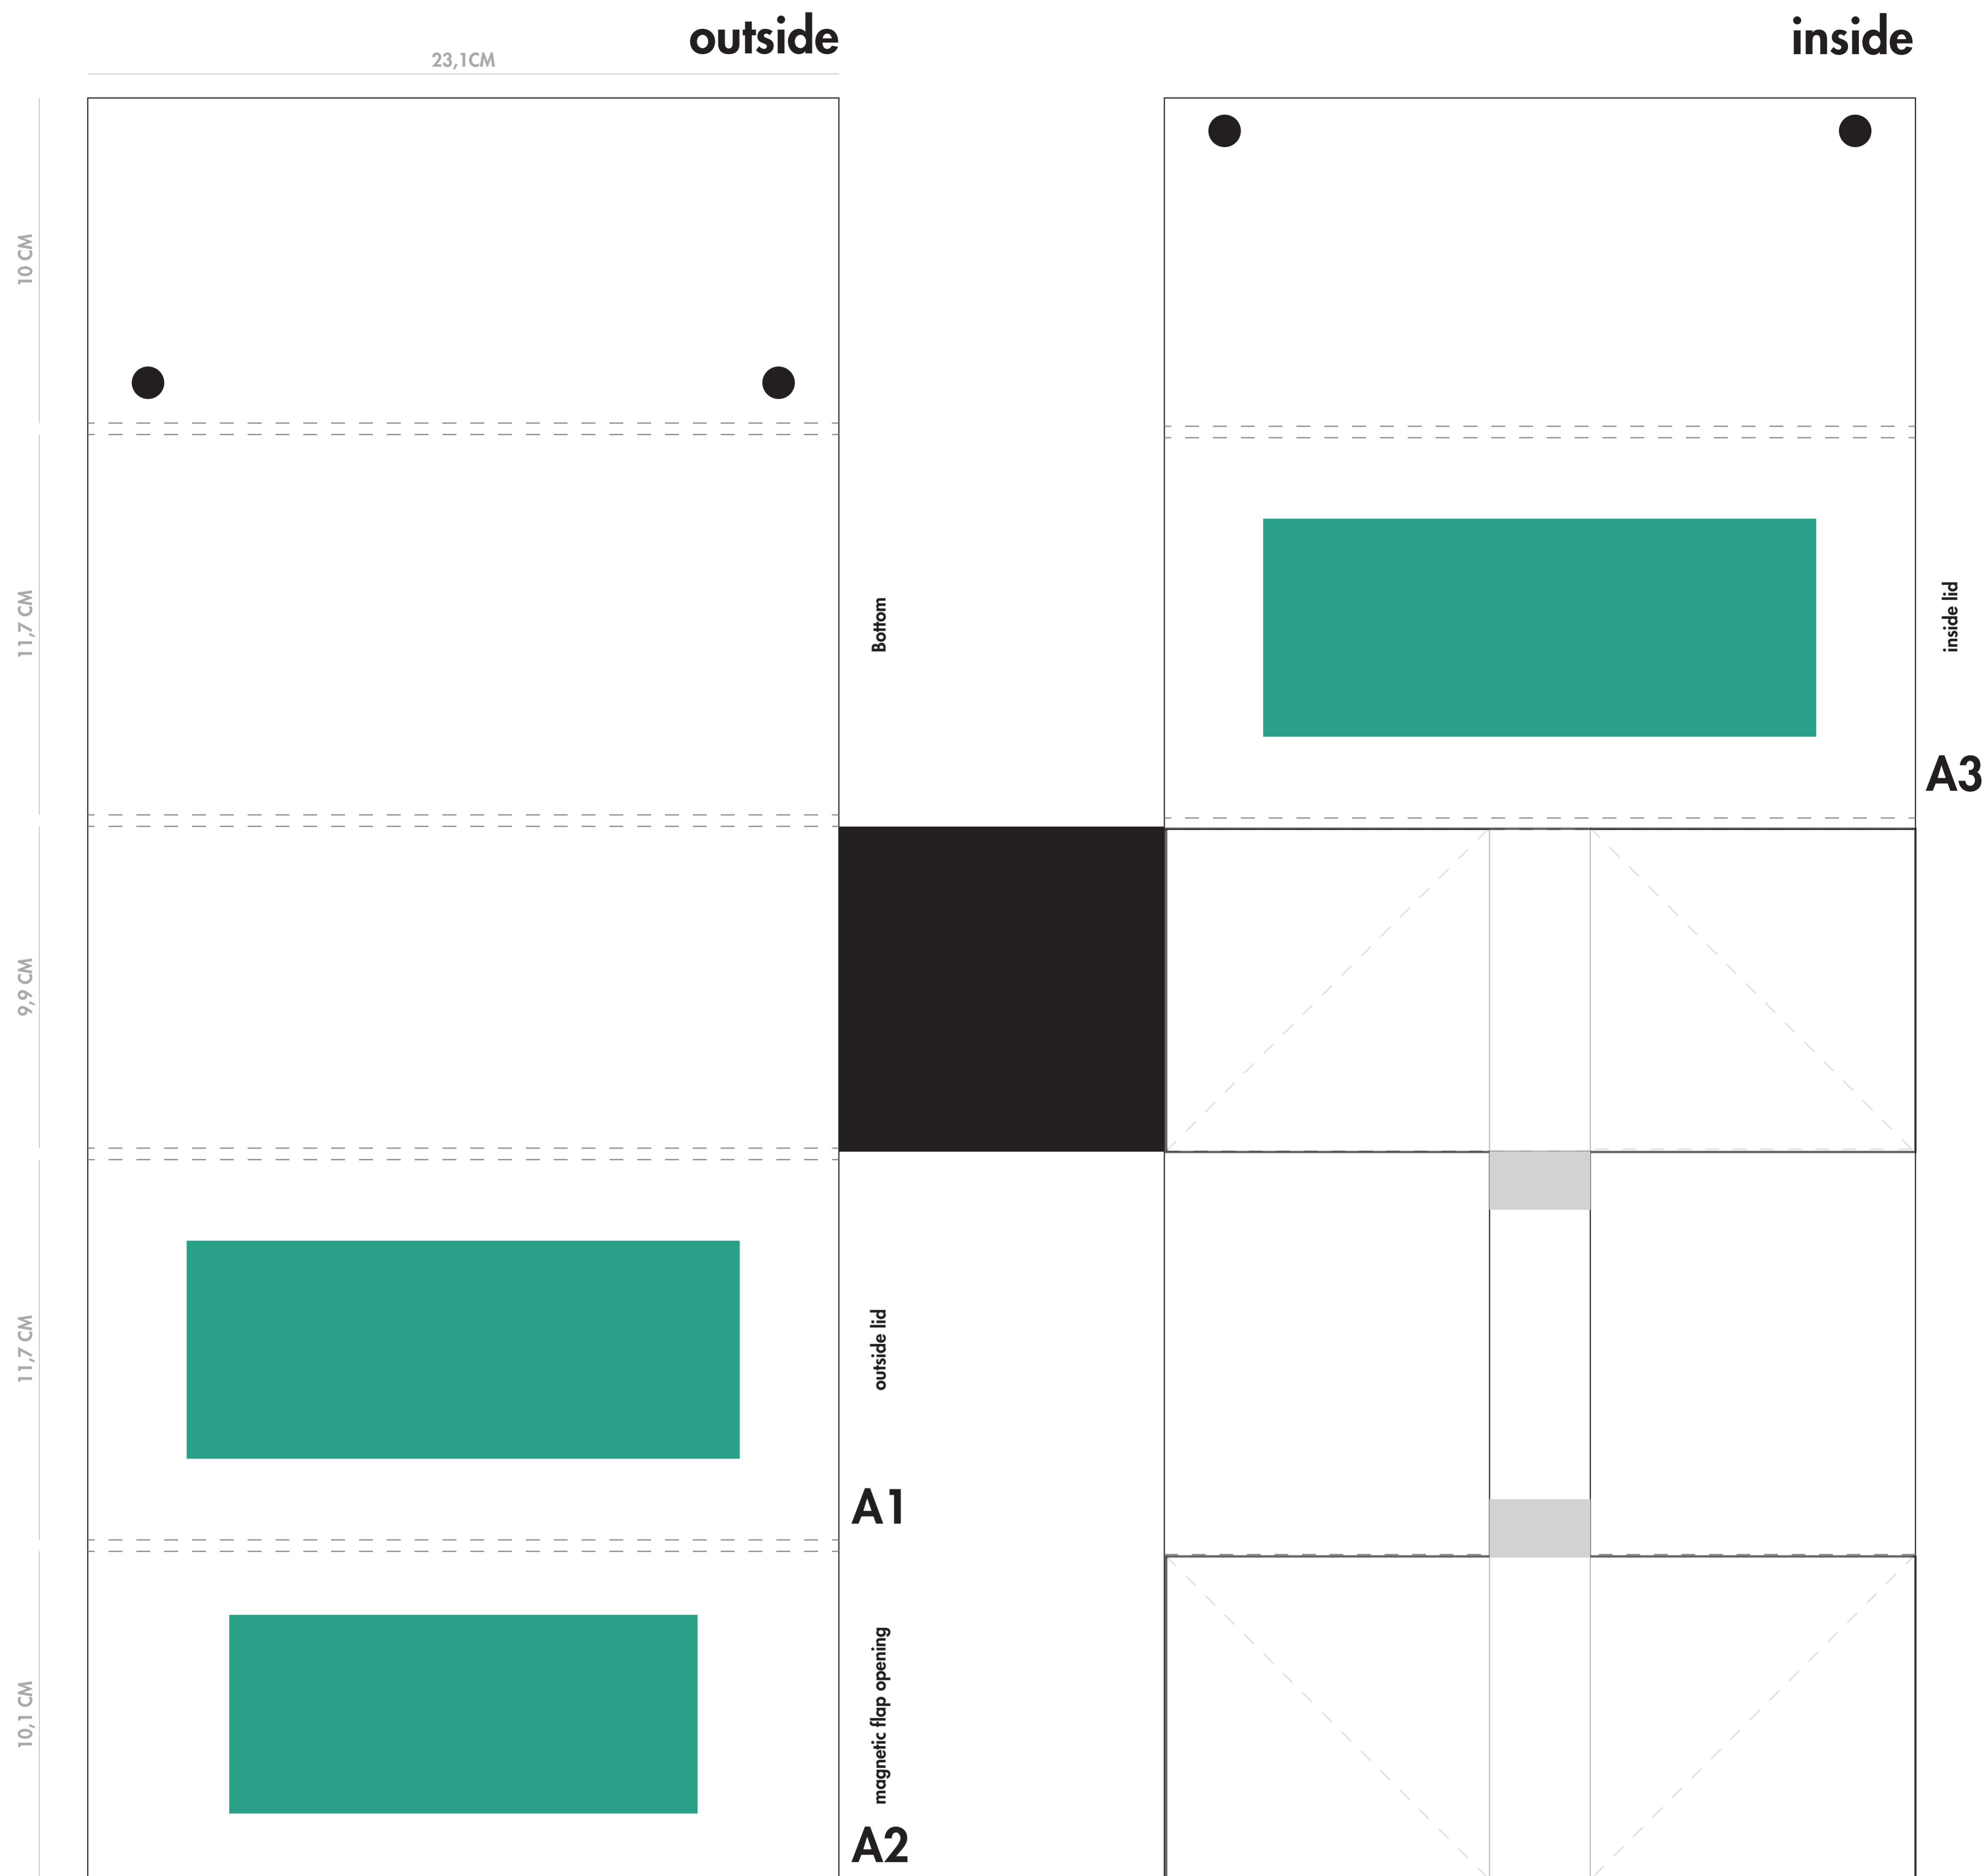 outside
inside
23,1CM
10 CM
11,7 CM
Bottom
inside lid
A3
9,9 CM
11,7 CM
outside lid
A1
10,1 CM
magnetic flap opening
A2